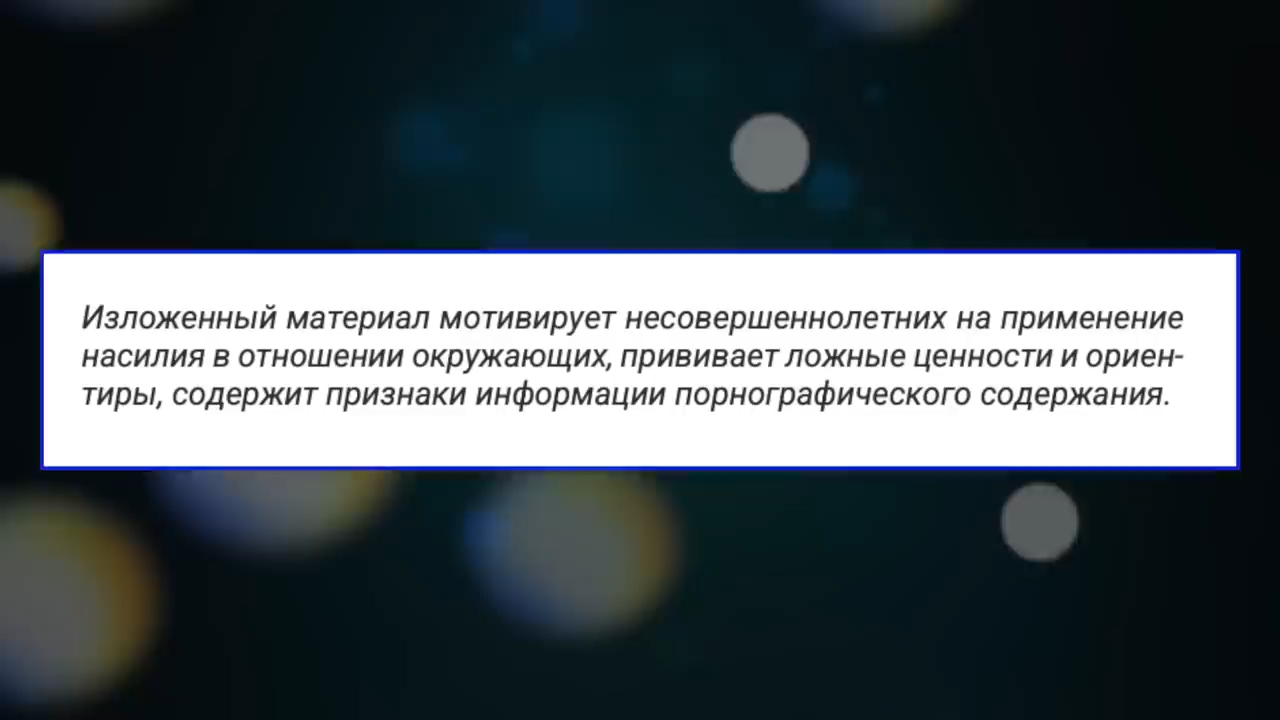 Изложенный материал мотивирует несовершеннолетних на применение
насилия в отношении окружающих, прививает ложные ценности и ориен-
тиры, содержит признаки информации порнографического содержания.